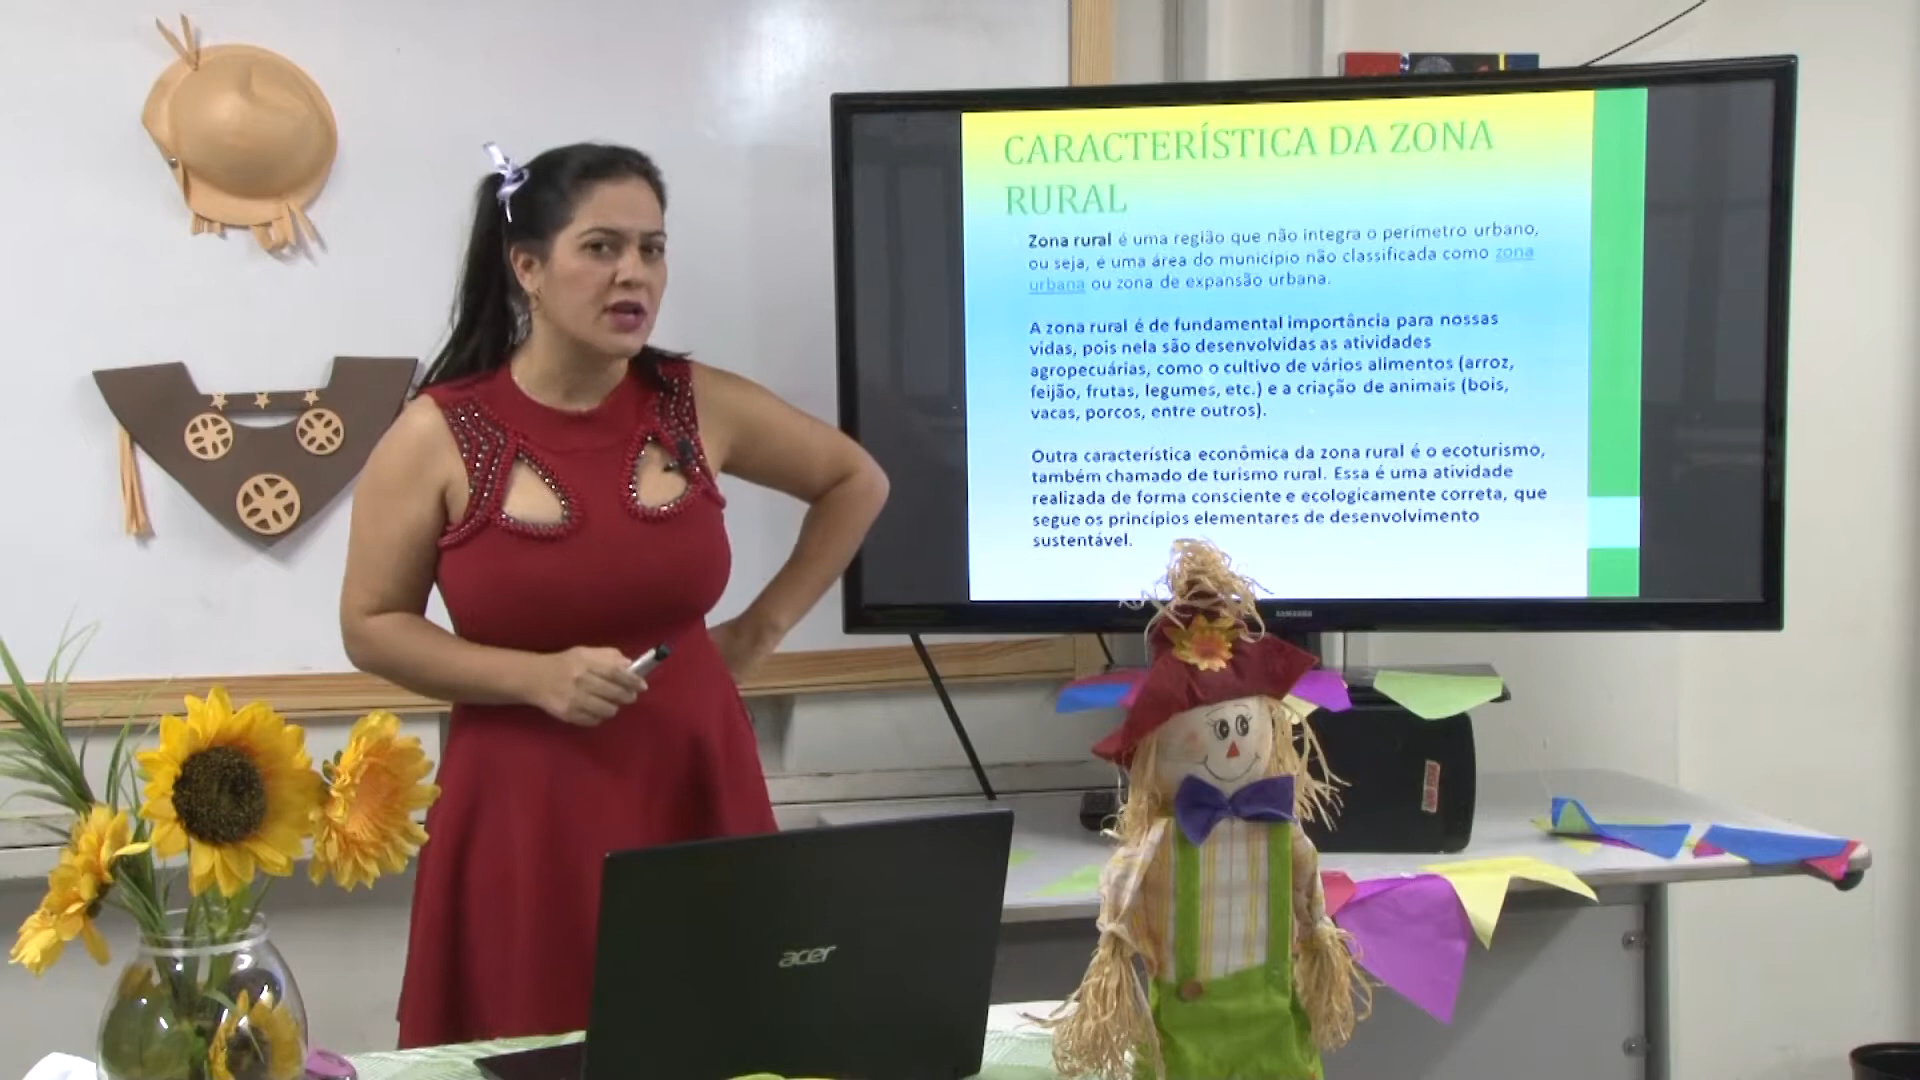 CARACTERÍSTICA DA ZONA
RURAL
Zona rural é uma região que não integra o perímetro urbano,
ou seja, é uma área do município não classificada como zona
urbana ou zona de expansão urbana.
A zona rural é de fundamental importância para nossas
vidas, pois nela são desenvolvidas as atividades
agropecuárias, como o cultivo de vários alimentos (arroz,
feijão, frutas, legumes, etc.) e a criação de animais (bois,
vacas, porcos, entre outros).
Outra característica econômica da zona rural é o ecoturismo,
também chamado de turismo rural. Essa é uma atividade
realizada de forma consciente e ecologicamente correta, que
segue os princípios elementares de desenvolvimento
sustentável.
SAMSUNG
acer